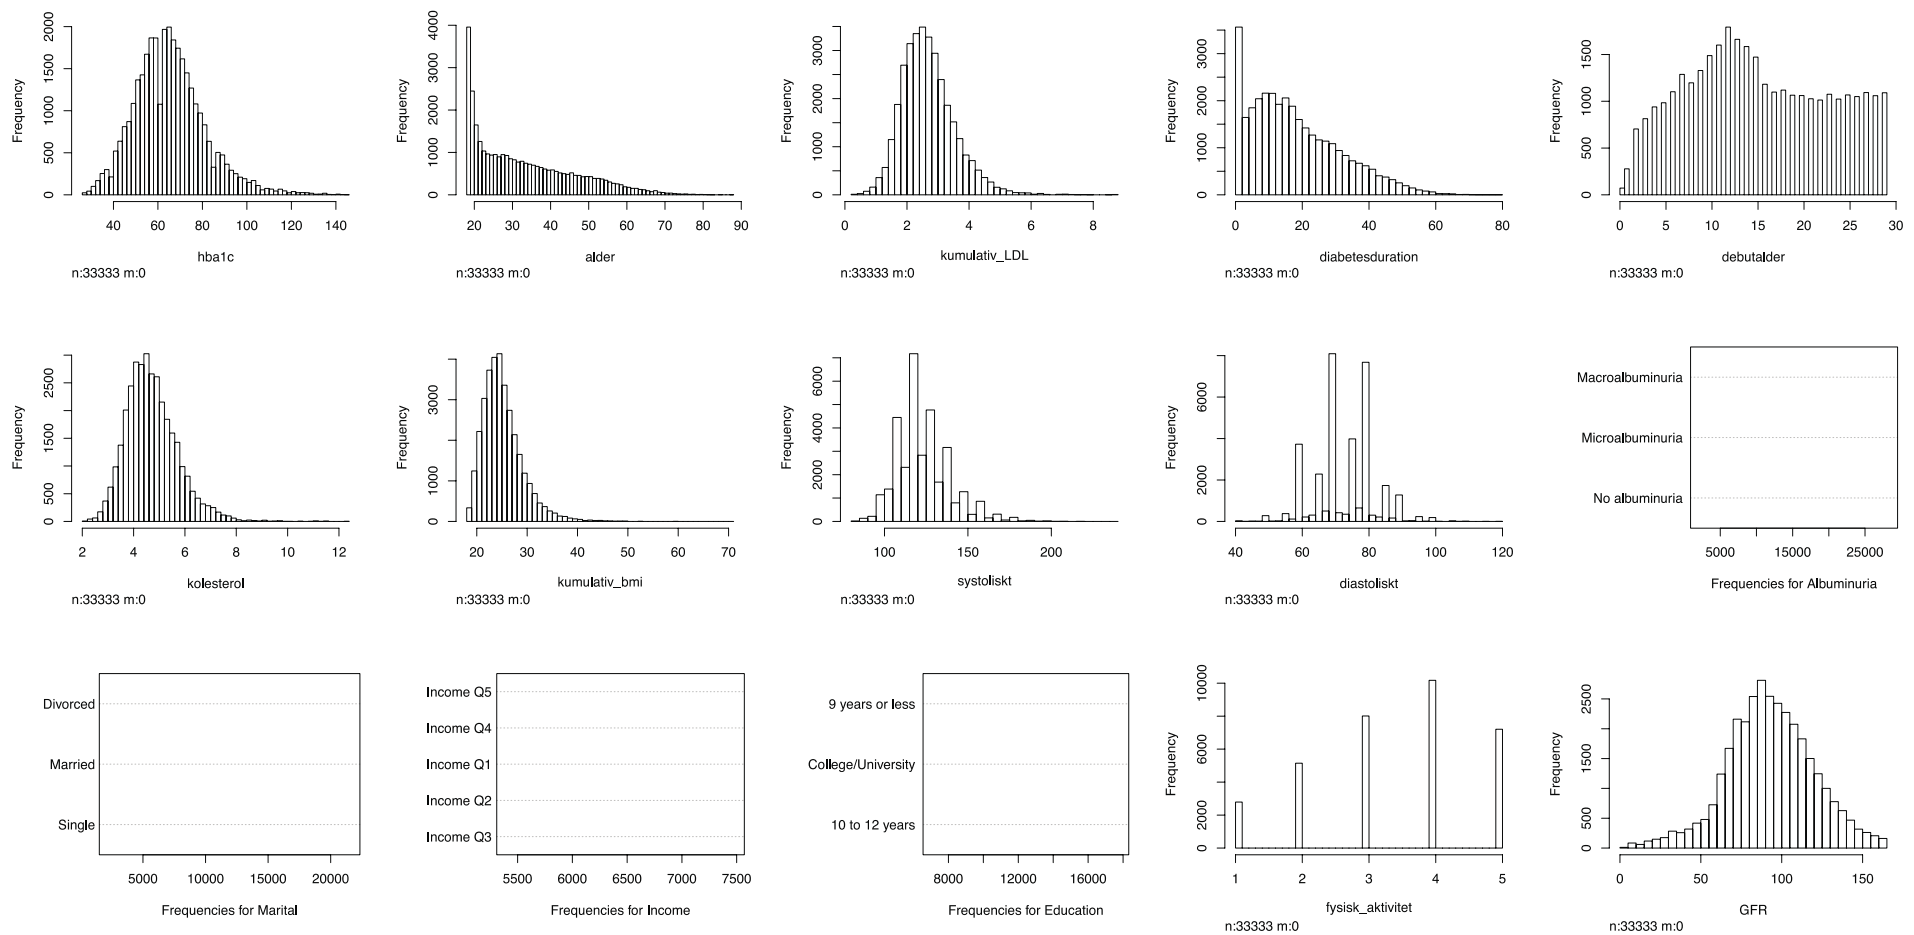 Frequency
0 500 1000 1500 2000
40 60 80 100 120 140
hba1c
n:33333 m:0
Frequency
0 1000 2000 3000 4000
20 30 40 50 60 70 80 90
alder
n:33333 m:0
Frequency
0 1000 2000 3000
0 2 4 6 8
kumulativ_LDL
n:33333 m:0
Frequency
0 1000 2000 3000
0 20 40 60 80
diabetesduration
n:33333 m:0
Frequency
0 500 1000 1500
0 5 10 15 20 25 30
debutalder
n:33333 m:0
Frequency
0 500 1500 2500
2 4 6 8 10 12
kolesterol
n:33333 m:0
Frequency
0 1000 3000
20 30 40 50 60 70
kumulativ_bmi
n:33333 m:0
Frequency
0 2000 4000 6000
100 150 200
systoliskt
n:33333 m:0
Frequency
0 2000 6000
40 60 80 100 120
diastoliskt
n:33333 m:0
Macroalbuminuria
Microalbuminuria
No albuminuria
5000 15000 25000
Frequencies for Albuminuria
Divorced
Married
Single
5000 10000 15000 20000
Frequencies for Marital
Income Q5
Income Q4
Income Q1
Income Q2
Income Q3
5500 6000 6500 7000 7500
Frequencies for Income
9 years or less
College/University
10 to 12 years
8000 12000 16000
Frequencies for Education
Frequency
0 2000 6000 10000
1 2 3 4 5
fysisk_aktivitet
n:33333 m:0
Frequency
0 500 1500 2500
0 50 100 150
GFR
n:33333 m:0